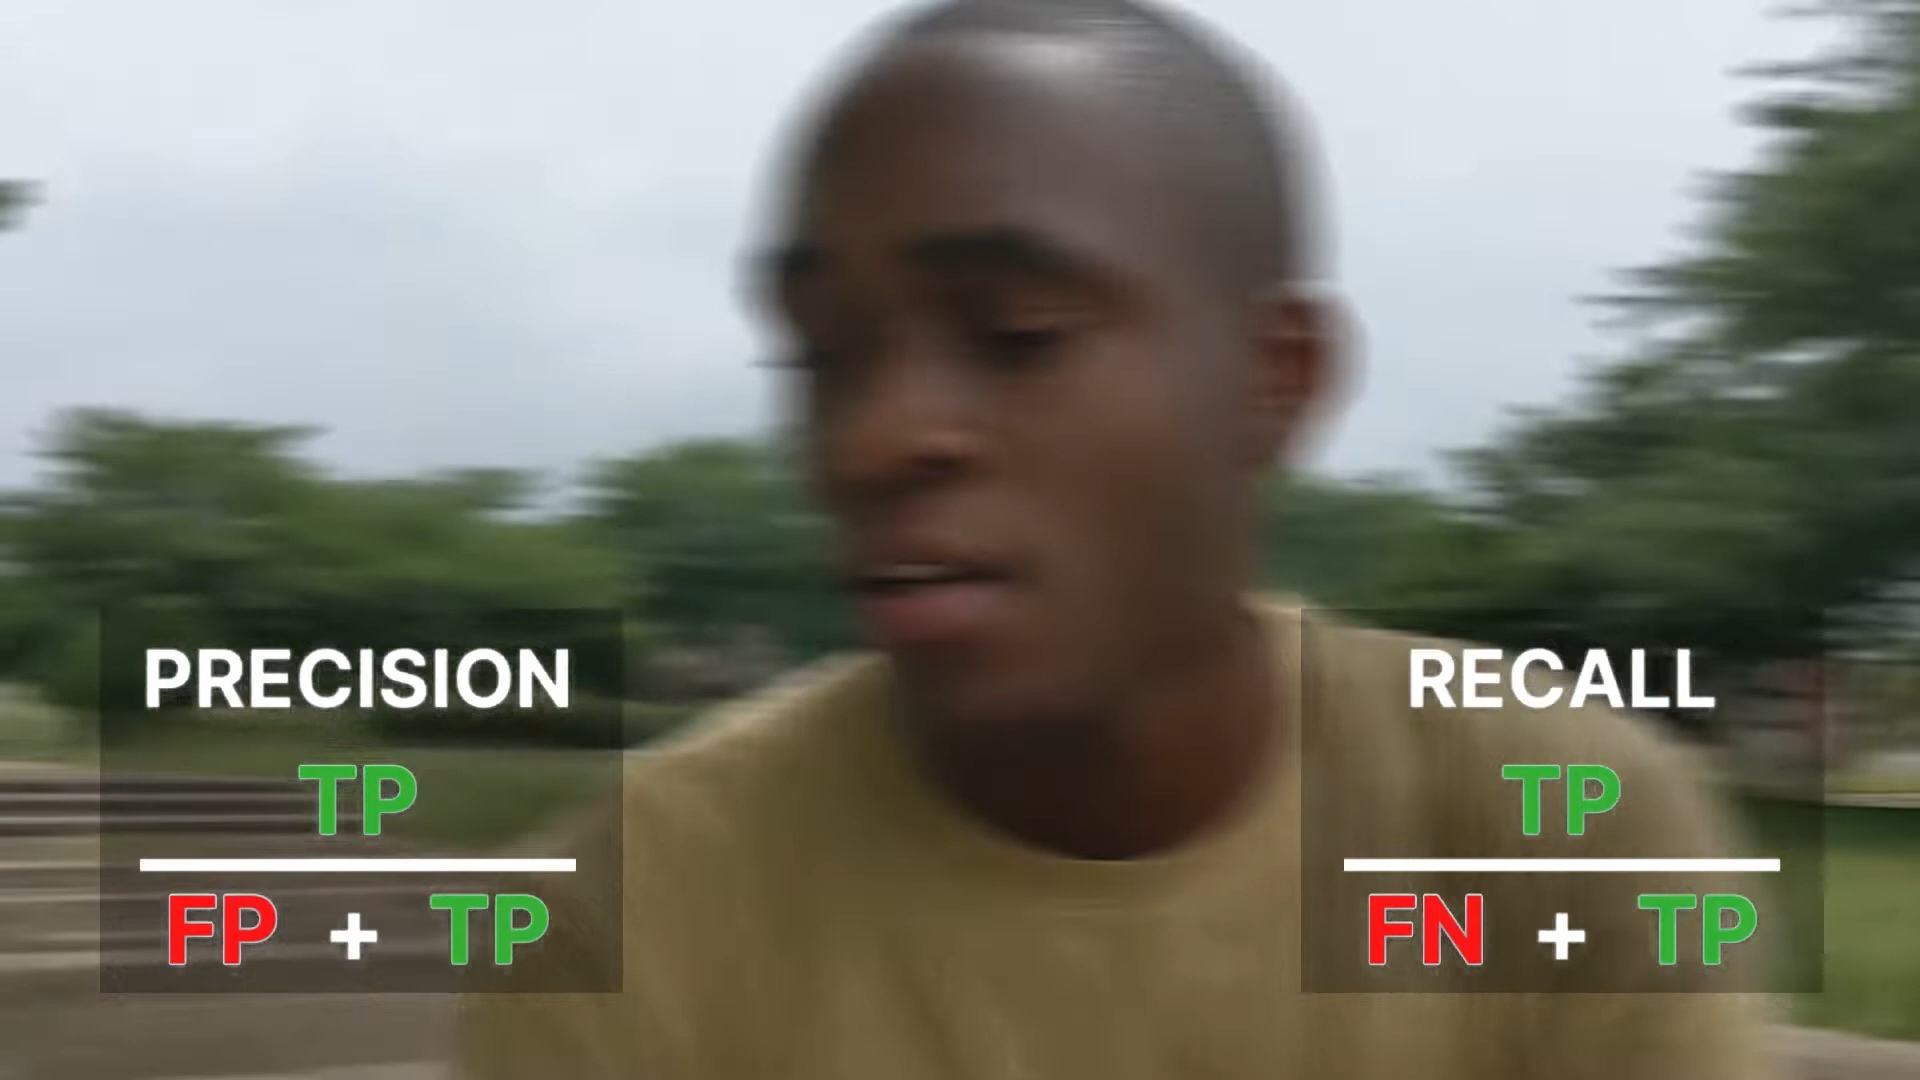 PRECISION
TP
FP + TP
RECALL
TP
FN + TP